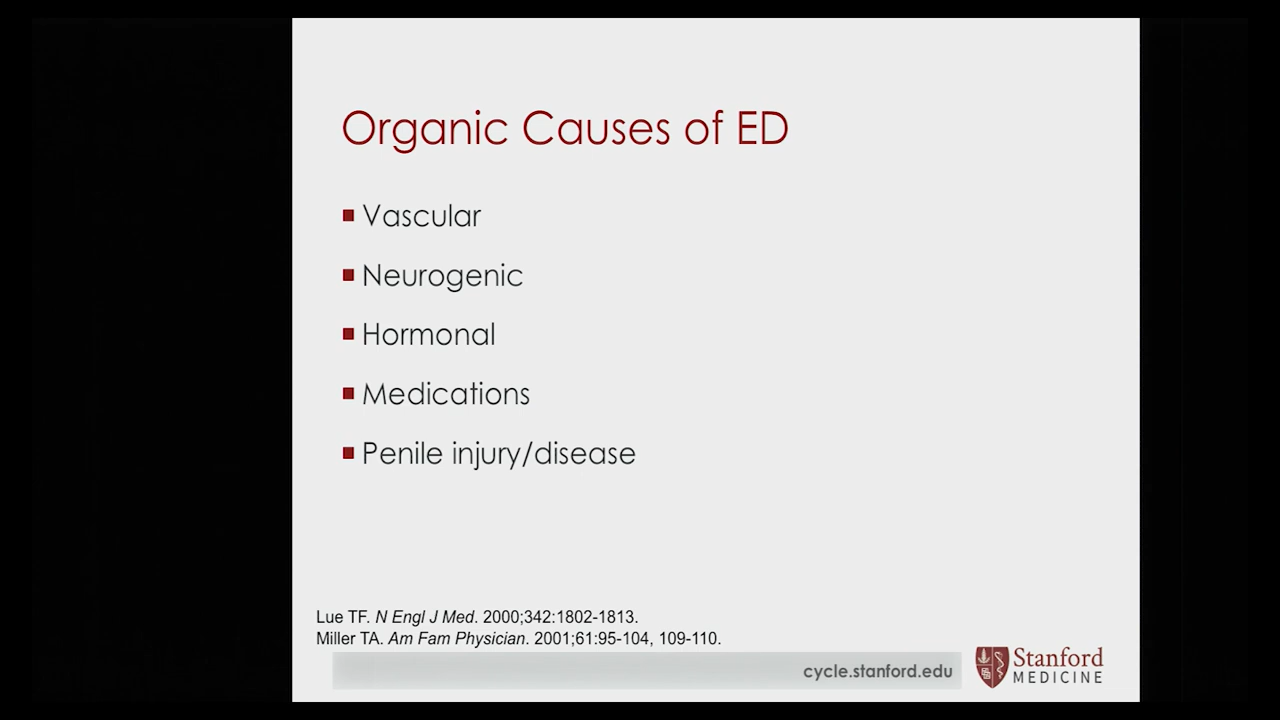 Organic Causes of ED
Vascular
Neurogenic
Hormonal
Medications
Penile injury/disease
Lue TF. N Engl J Med. 2000;342:1802-1813.
Miller TA. Am Fam Physician. 2001;61:95-104, 109-110.
cycle.stanford.edu
Stanford
MEDICINE